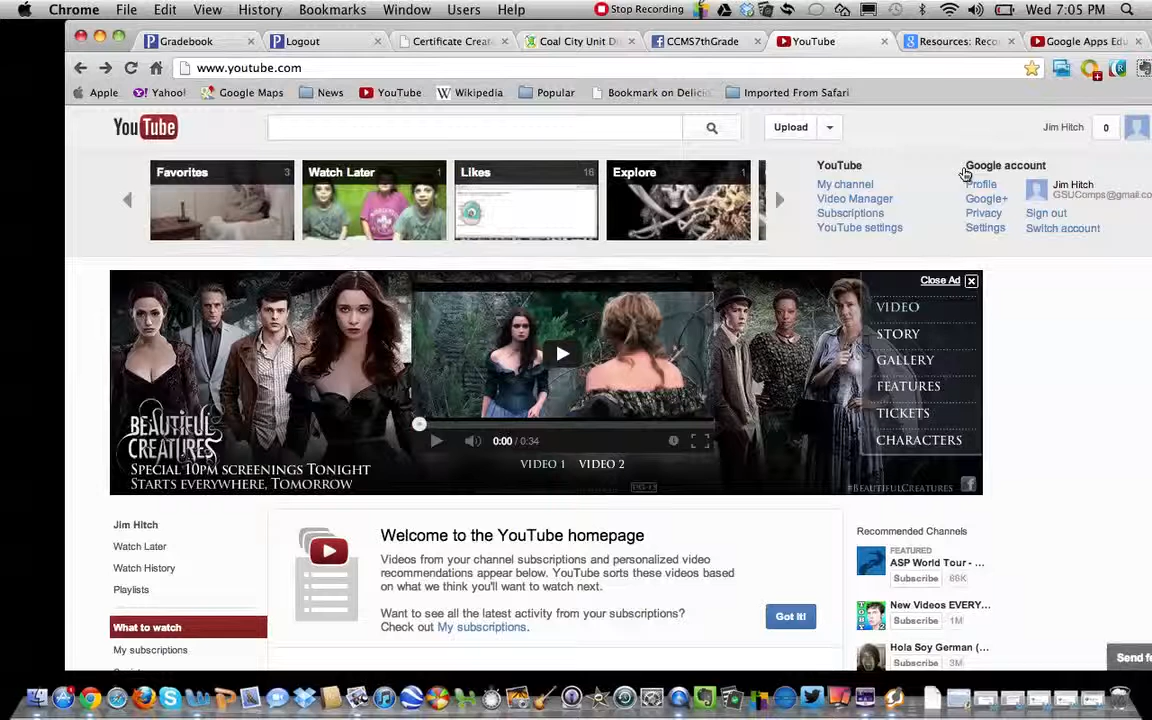 Chrome File Edit View History Bookmarks Window Users Help Stop Recording Wed 7:05 PM
Gradebook Logout Certificate Crea Coal City Unit D CCMS7thGrade YouTube Resources: Reco Google Apps Edu
www.youtube.com
Apple Yahoo! Google Maps News YouTube Wikipedia Popular Bookmark on Delici Imported From Safari
YouTube Upload Jim Hitch 0
Favorites 3 Watch Later 1 Likes 16 Explore 1
YouTube Google account
My channel Profile Jim Hitch
Video Manager Google+ GSUComps@gmail.co
Subscriptions Privacy Sign out
YouTube settings Settings Switch account
Close Ad X
VIDEO
STORY
GALLERY
FEATURES
TICKETS
CHARACTERS
BEAUTIFUL
CREATURES
SPECIAL 10PM SCREENINGS TONIGHT
STARTS EVERYWHERE, TOMORROW
0:00 / 0:34
VIDEO 1 VIDEO 2
#BEAUTIFULCREATURES
Jim Hitch
Watch Later
Watch History
Playlists
What to watch
My subscriptions
Welcome to the YouTube homepage
Videos from your channel subscriptions and personalized video
recommendations appear below. YouTube sorts these videos based
on what we think you'll want to watch next.
Want to see all the latest activity from your subscriptions?
Check out My subscriptions.
Got it!
Recommended Channels
FEATURED
ASP World Tour - ...
Subscribe 66K
New Videos EVERY...
Subscribe 1M
Hola Soy German (...
Subscribe 3M
Send fe